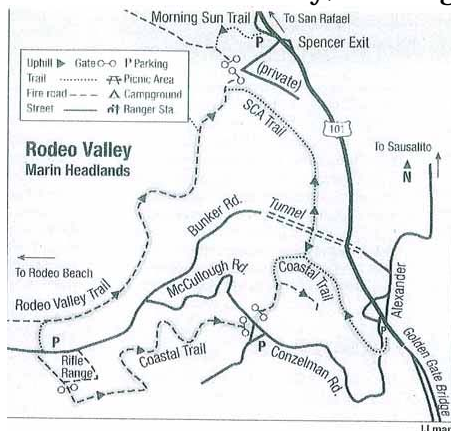 Morning Sun Trail
To San Rafael
P
Spencer Exit
(private)
Uphill Gate P Parking
Trail Picnic Area
Fire road Campground
Street Ranger Sta
SCA Trail
101
Rodeo Valley
Marin Headlands
To Sausalito
N
Bunker Rd.
Tunnel
To Rodeo Beach
McCullough Rd.
Coastal Trail
Alexander
Rodeo Valley Trail
P
P
P
Rifle
Range
Coastal Trail
Conzelman Rd.
Golden Gate Bridge